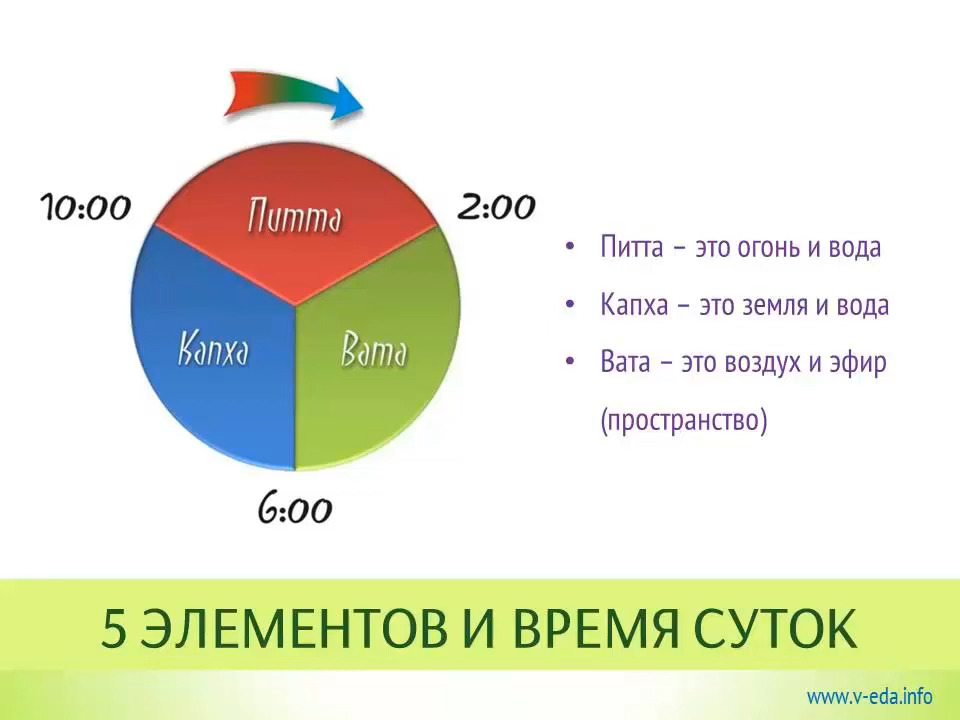 10:00
Питта
2:00
Капха
Вата
6:00
• Питта – это огонь и вода
• Капха – это земля и вода
• Вата – это воздух и эфир
(пространство)
5 ЭЛЕМЕНТОВ И ВРЕМЯ СУТОК
www.v-eda.info